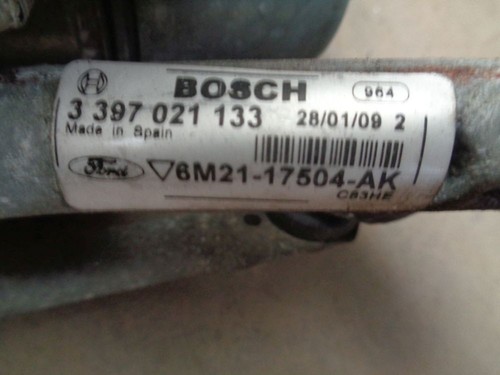 BOSCH 964
3 397 021 133 28/01/09 2
Made in Spain
Ford ▽6M21-17504-AK
C83HE